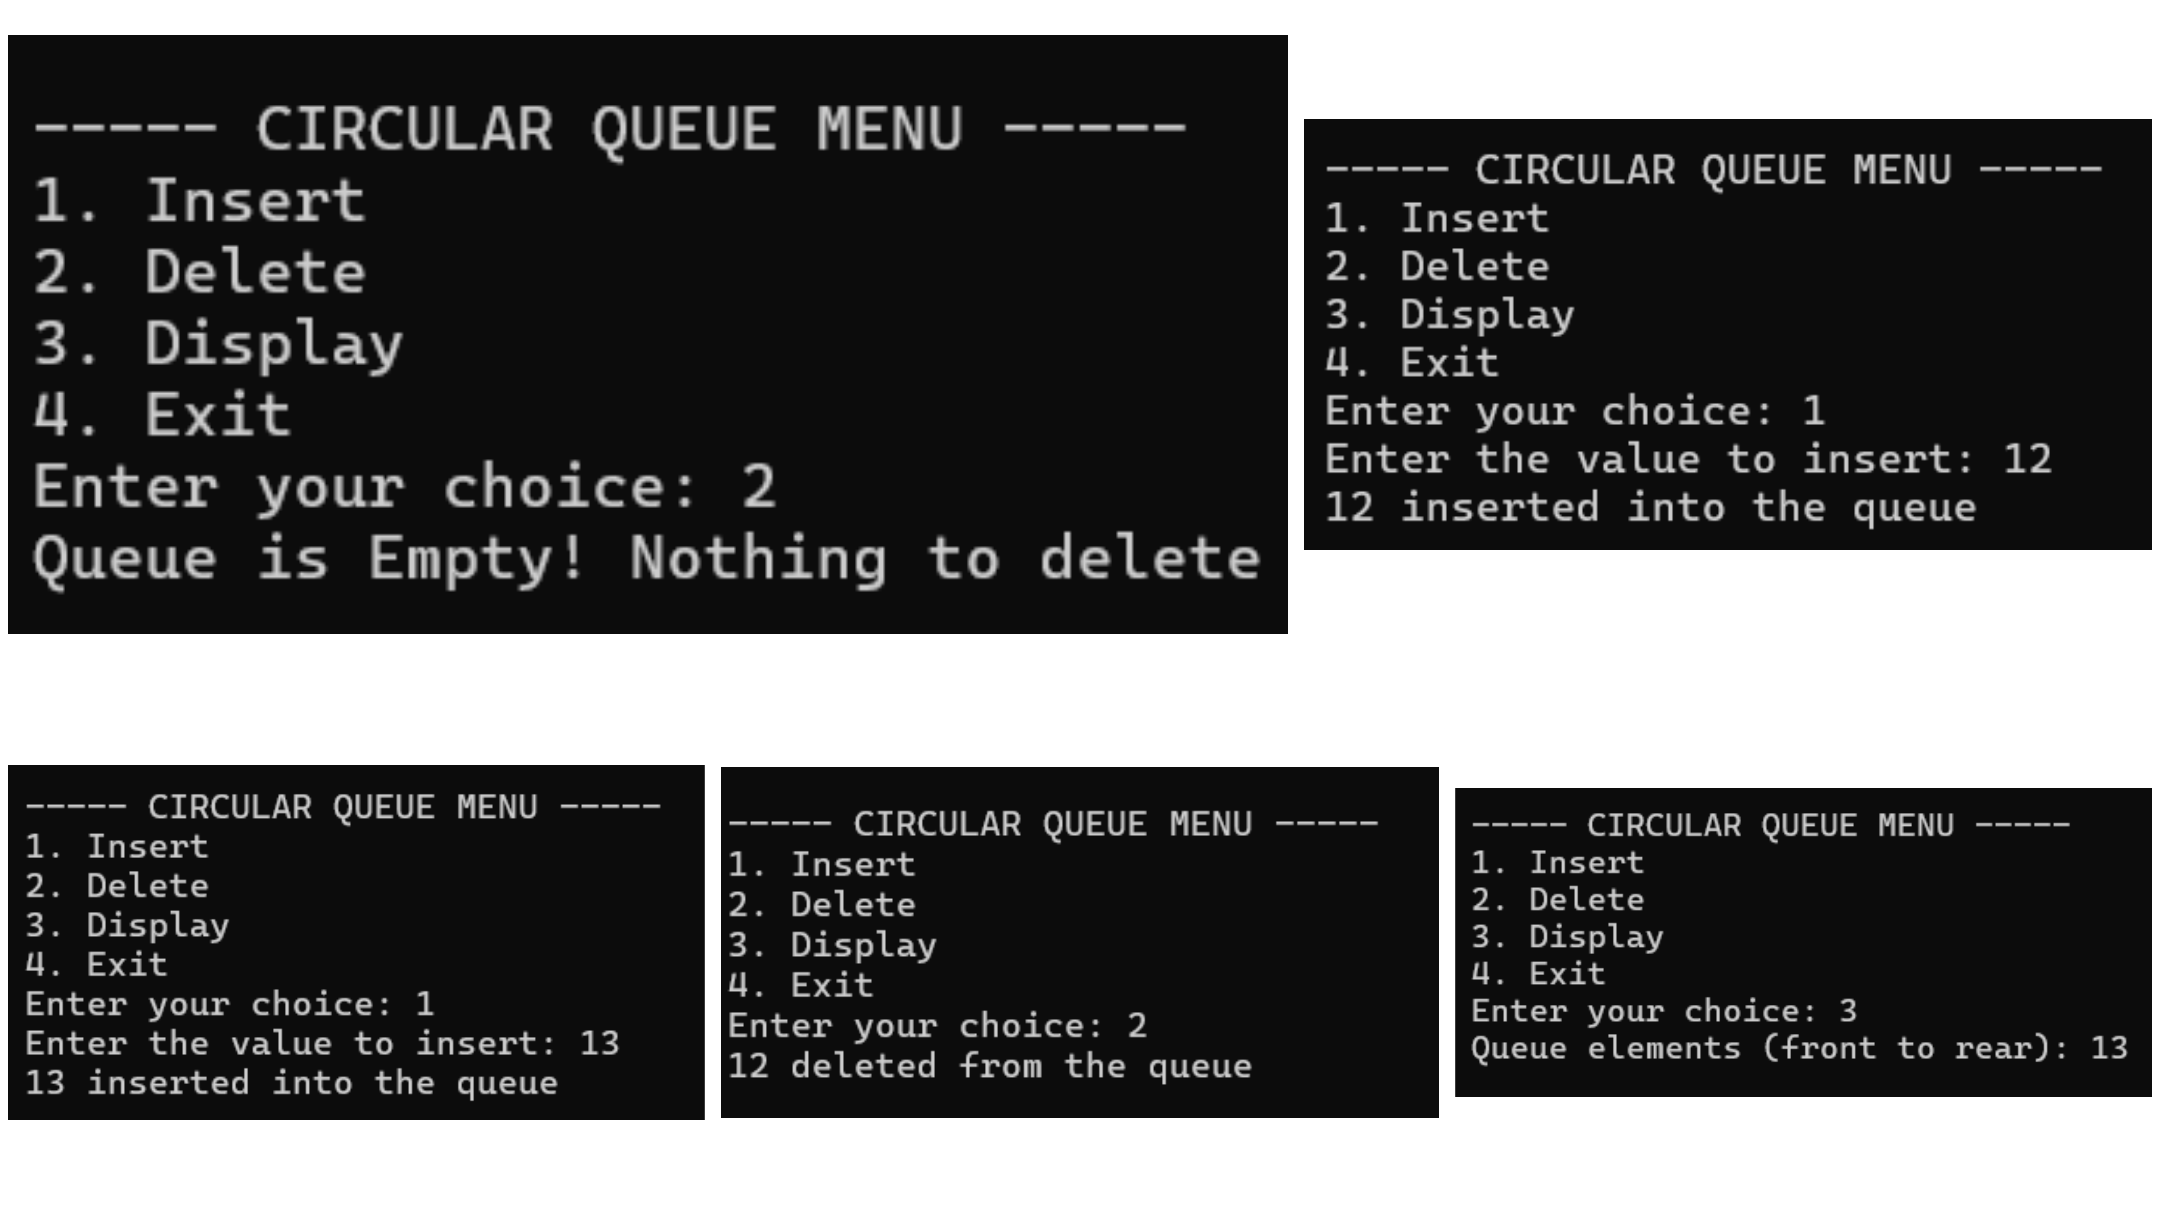 ----- CIRCULAR QUEUE MENU -----
1. Insert
2. Delete
3. Display
4. Exit
Enter your choice: 2
Queue is Empty! Nothing to delete
----- CIRCULAR QUEUE MENU -----
1. Insert
2. Delete
3. Display
4. Exit
Enter your choice: 1
Enter the value to insert: 12
12 inserted into the queue
----- CIRCULAR QUEUE MENU -----
1. Insert
2. Delete
3. Display
4. Exit
Enter your choice: 1
Enter the value to insert: 13
13 inserted into the queue
----- CIRCULAR QUEUE MENU -----
1. Insert
2. Delete
3. Display
4. Exit
Enter your choice: 2
12 deleted from the queue
----- CIRCULAR QUEUE MENU -----
1. Insert
2. Delete
3. Display
4. Exit
Enter your choice: 3
Queue elements (front to rear): 13